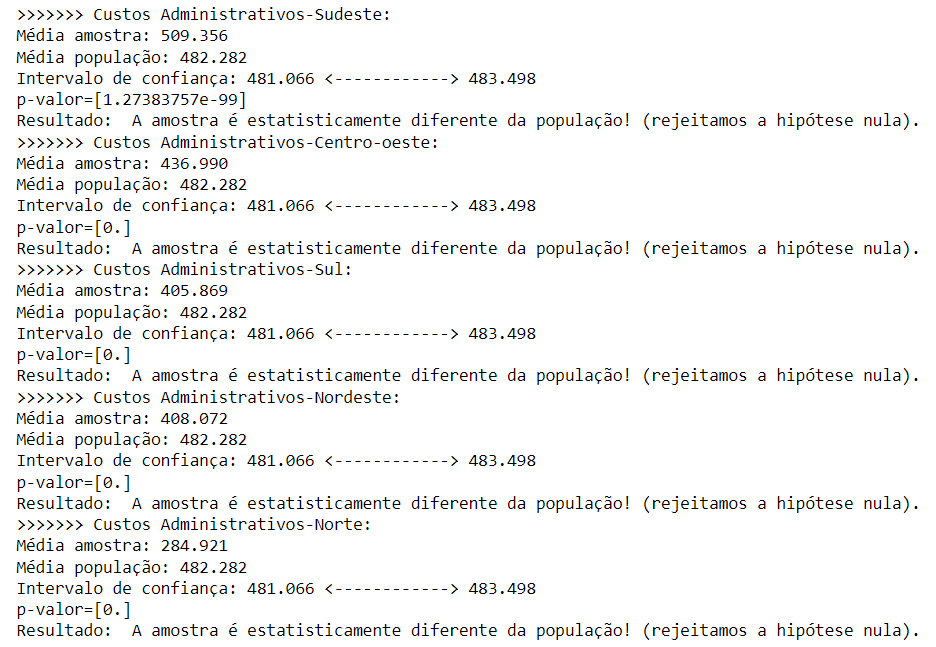 >>>>>>> Custos Administrativos-Sudeste:
Média amostra: 509.356
Média população: 482.282
Intervalo de confiança: 481.066 <------------> 483.498
p-valor=[1.27383757e-99]
Resultado:  A amostra é estatisticamente diferente da população! (rejeitamos a hipótese nula).
>>>>>>> Custos Administrativos-Centro-oeste:
Média amostra: 436.990
Média população: 482.282
Intervalo de confiança: 481.066 <------------> 483.498
p-valor=[0.]
Resultado:  A amostra é estatisticamente diferente da população! (rejeitamos a hipótese nula).
>>>>>>> Custos Administrativos-Sul:
Média amostra: 405.869
Média população: 482.282
Intervalo de confiança: 481.066 <------------> 483.498
p-valor=[0.]
Resultado:  A amostra é estatisticamente diferente da população! (rejeitamos a hipótese nula).
>>>>>>> Custos Administrativos-Nordeste:
Média amostra: 408.072
Média população: 482.282
Intervalo de confiança: 481.066 <------------> 483.498
p-valor=[0.]
Resultado:  A amostra é estatisticamente diferente da população! (rejeitamos a hipótese nula).
>>>>>>> Custos Administrativos-Norte:
Média amostra: 284.921
Média população: 482.282
Intervalo de confiança: 481.066 <------------> 483.498
p-valor=[0.]
Resultado:  A amostra é estatisticamente diferente da população! (rejeitamos a hipótese nula).